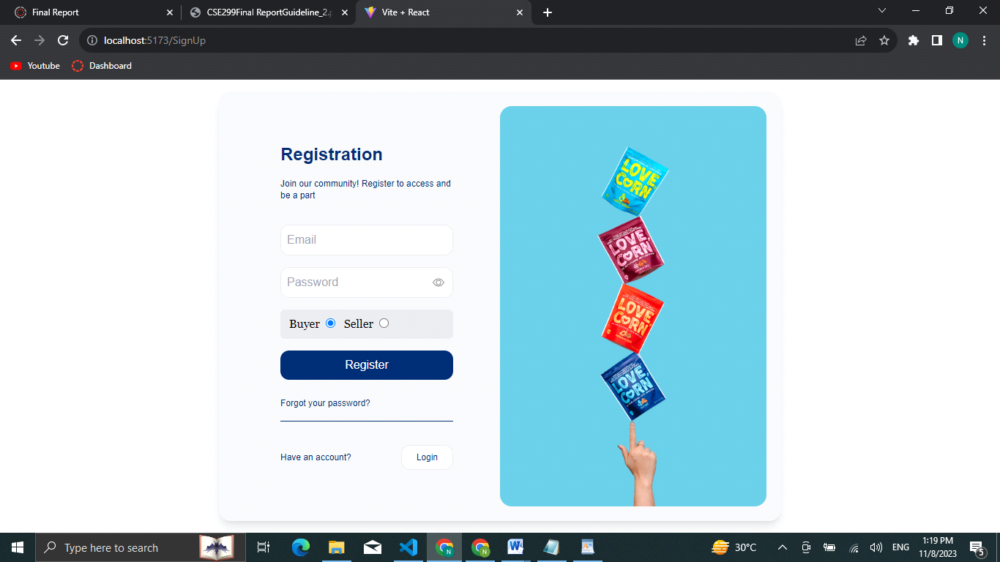 Final Report
CSE299Final ReportGuideline_2.p
Vite + React
localhost:5173/SignUp
N
Youtube
Dashboard
Registration
Join our community! Register to access and
be a part
Email
Password
Buyer Seller
Register
Forgot your password?
Have an account?
Login
LOVE
CORN
LOVE,
CORN
LOVE
CORN
LOVE,
CORN
Type here to search
N
N
W
30°C
ENG
1:19 PM
11/8/2023
5